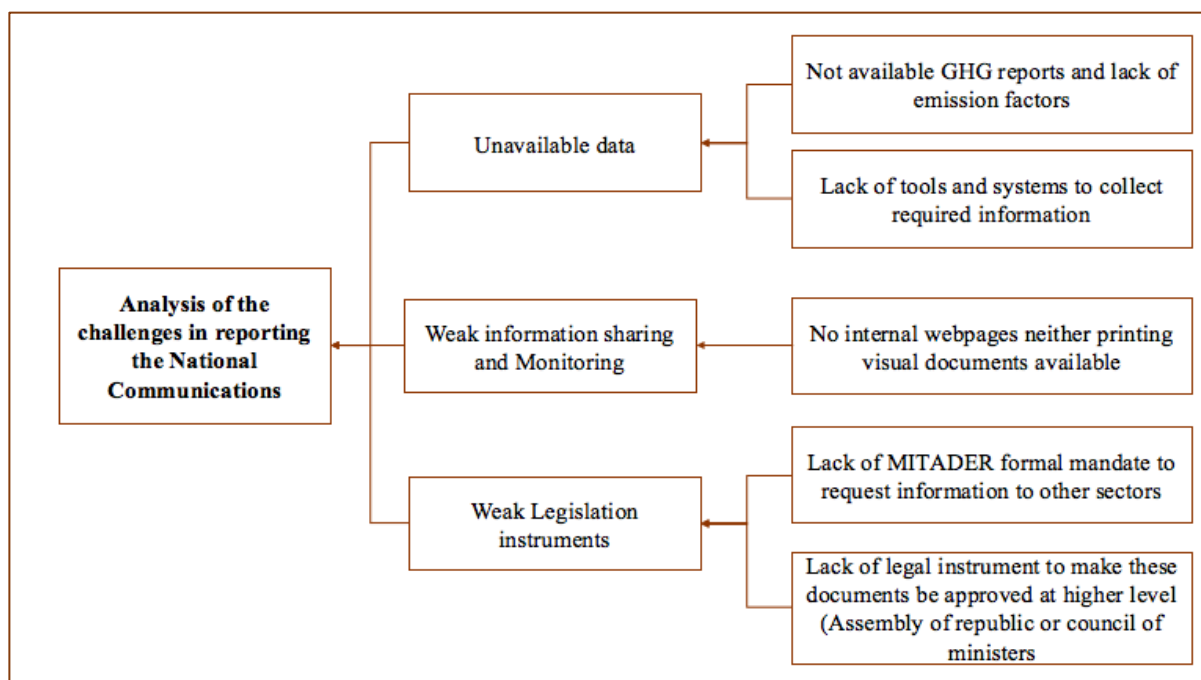 Analysis of the
challenges in reporting
the National
Communications
Unavailable data
Weak information sharing
and Monitoring
Weak Legislation
instruments
Not available GHG reports and lack of
emission factors
Lack of tools and systems to collect
required information
No internal webpages neither printing
visual documents available
Lack of MITADER formal mandate to
request information to other sectors
Lack of legal instrument to make these
documents be approved at higher level
(Assembly of republic or council of
ministers